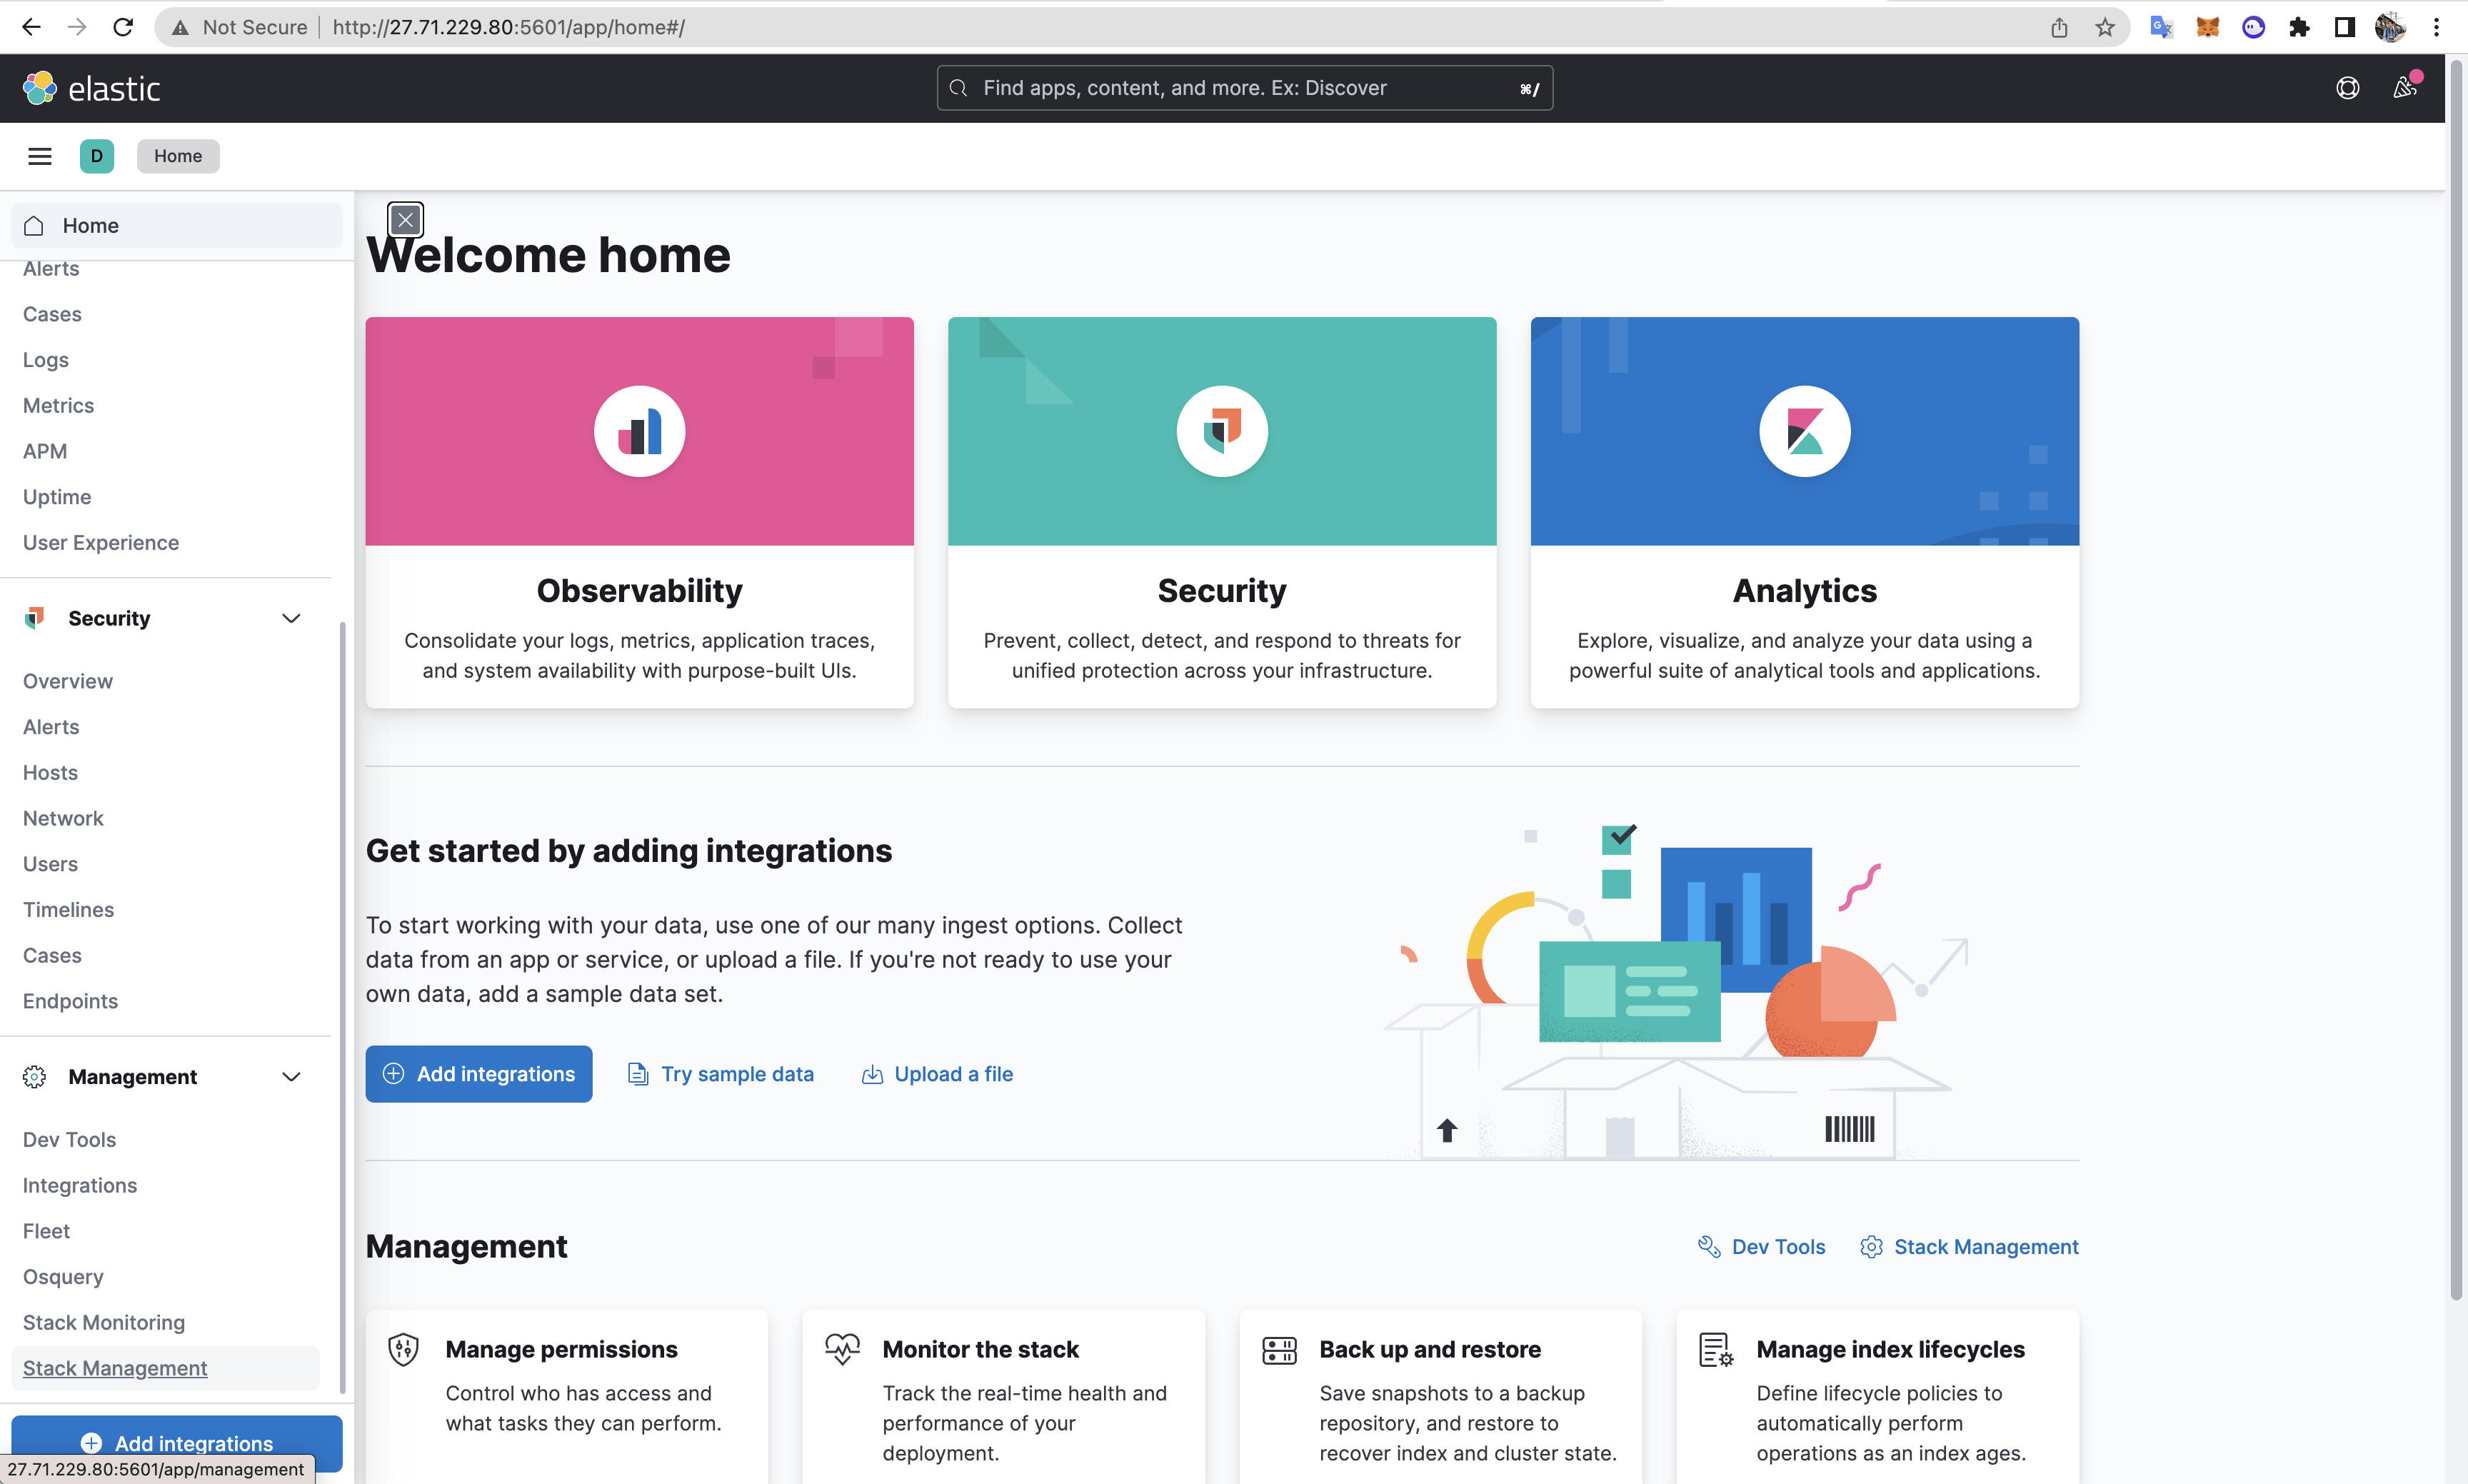 Not Secure
http://27.71.229.80:5601/app/home#/
elastic
Find apps, content, and more. Ex: Discover
⌘/
D
Home
Home
Alerts
Cases
Logs
Metrics
APM
Uptime
User Experience
Security
Overview
Alerts
Hosts
Network
Users
Timelines
Cases
Endpoints
Management
Dev Tools
Integrations
Fleet
Osquery
Stack Monitoring
Stack Management
Add integrations
27.71.229.80:5601/app/management
Welcome home
Observability
Consolidate your logs, metrics, application traces,
and system availability with purpose-built UIs.
Security
Prevent, collect, detect, and respond to threats for
unified protection across your infrastructure.
Analytics
Explore, visualize, and analyze your data using a
powerful suite of analytical tools and applications.
Get started by adding integrations
To start working with your data, use one of our many ingest options. Collect
data from an app or service, or upload a file. If you're not ready to use your
own data, add a sample data set.
Add integrations
Try sample data
Upload a file
Management
Dev Tools
Stack Management
Manage permissions
Control who has access and
what tasks they can perform.
Monitor the stack
Track the real-time health and
performance of your
deployment.
Back up and restore
Save snapshots to a backup
repository, and restore to
recover index and cluster state.
Manage index lifecycles
Define lifecycle policies to
automatically perform
operations as an index ages.